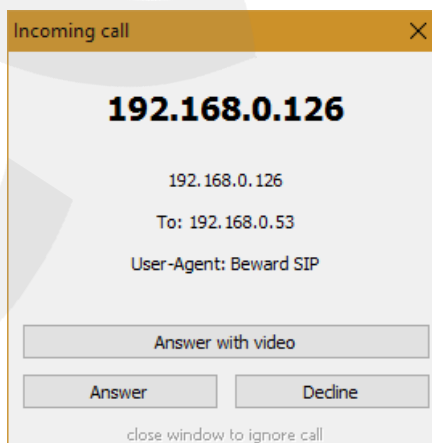 Incoming call
192.168.0.126
192.168.0.126
To: 192.168.0.53
User-Agent: Beward SIP
Answer with video
Answer Decline
close window to ignore call